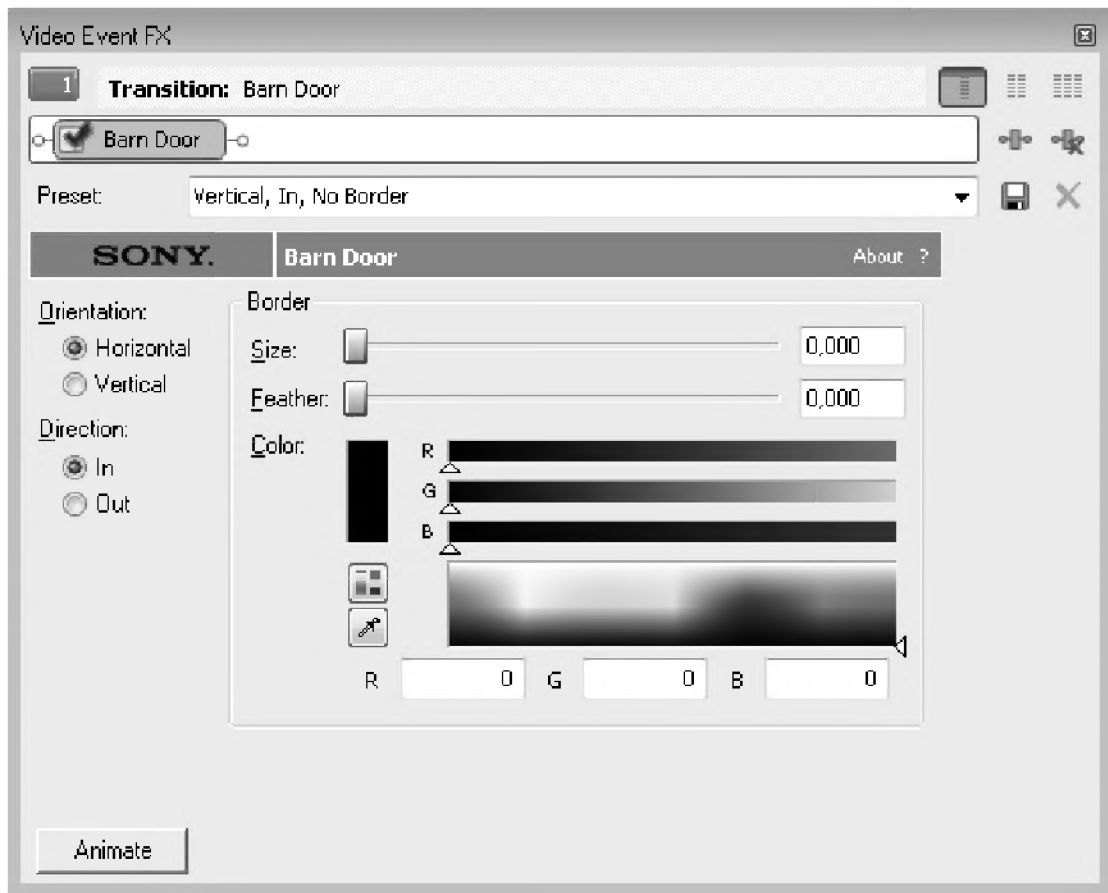 Video Event FX
1 Transition: Barn Door
Barn Door
Preset: Vertical, In, No Border
SONY. Barn Door About ?
Orientation:
Horizontal
Vertical
Direction:
In
Out
Border
Size: 0,000
Feather: 0,000
Color:
R
G
B
R 0 G 0 B 0
Animate